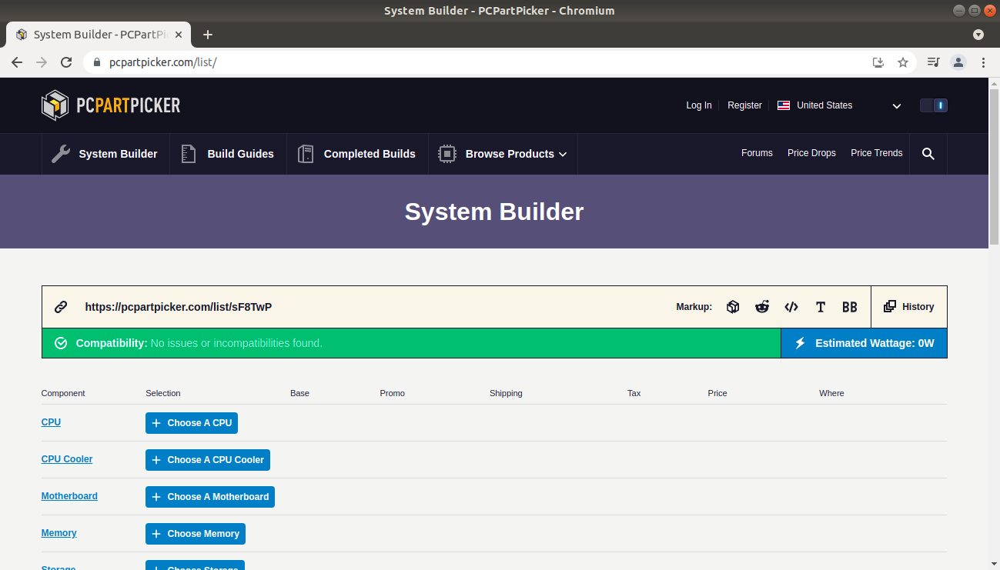 System Builder - PCPartPicker - Chromium
System Builder - PCPartPi
pcpartpicker.com/list/
PCPARTPICKER
Log In
Register
United States
System Builder
Build Guides
Completed Builds
Browse Products
Forums
Price Drops
Price Trends
System Builder
https://pcpartpicker.com/list/sF8TwP
Markup:
T
BB
History
Compatibility: No issues or incompatibilities found.
Estimated Wattage: 0W
Component Selection Base Promo Shipping Tax Price Where
CPU
Choose A CPU
CPU Cooler
Choose A CPU Cooler
Motherboard
Choose A Motherboard
Memory
Choose Memory
Storage
Choose Storage